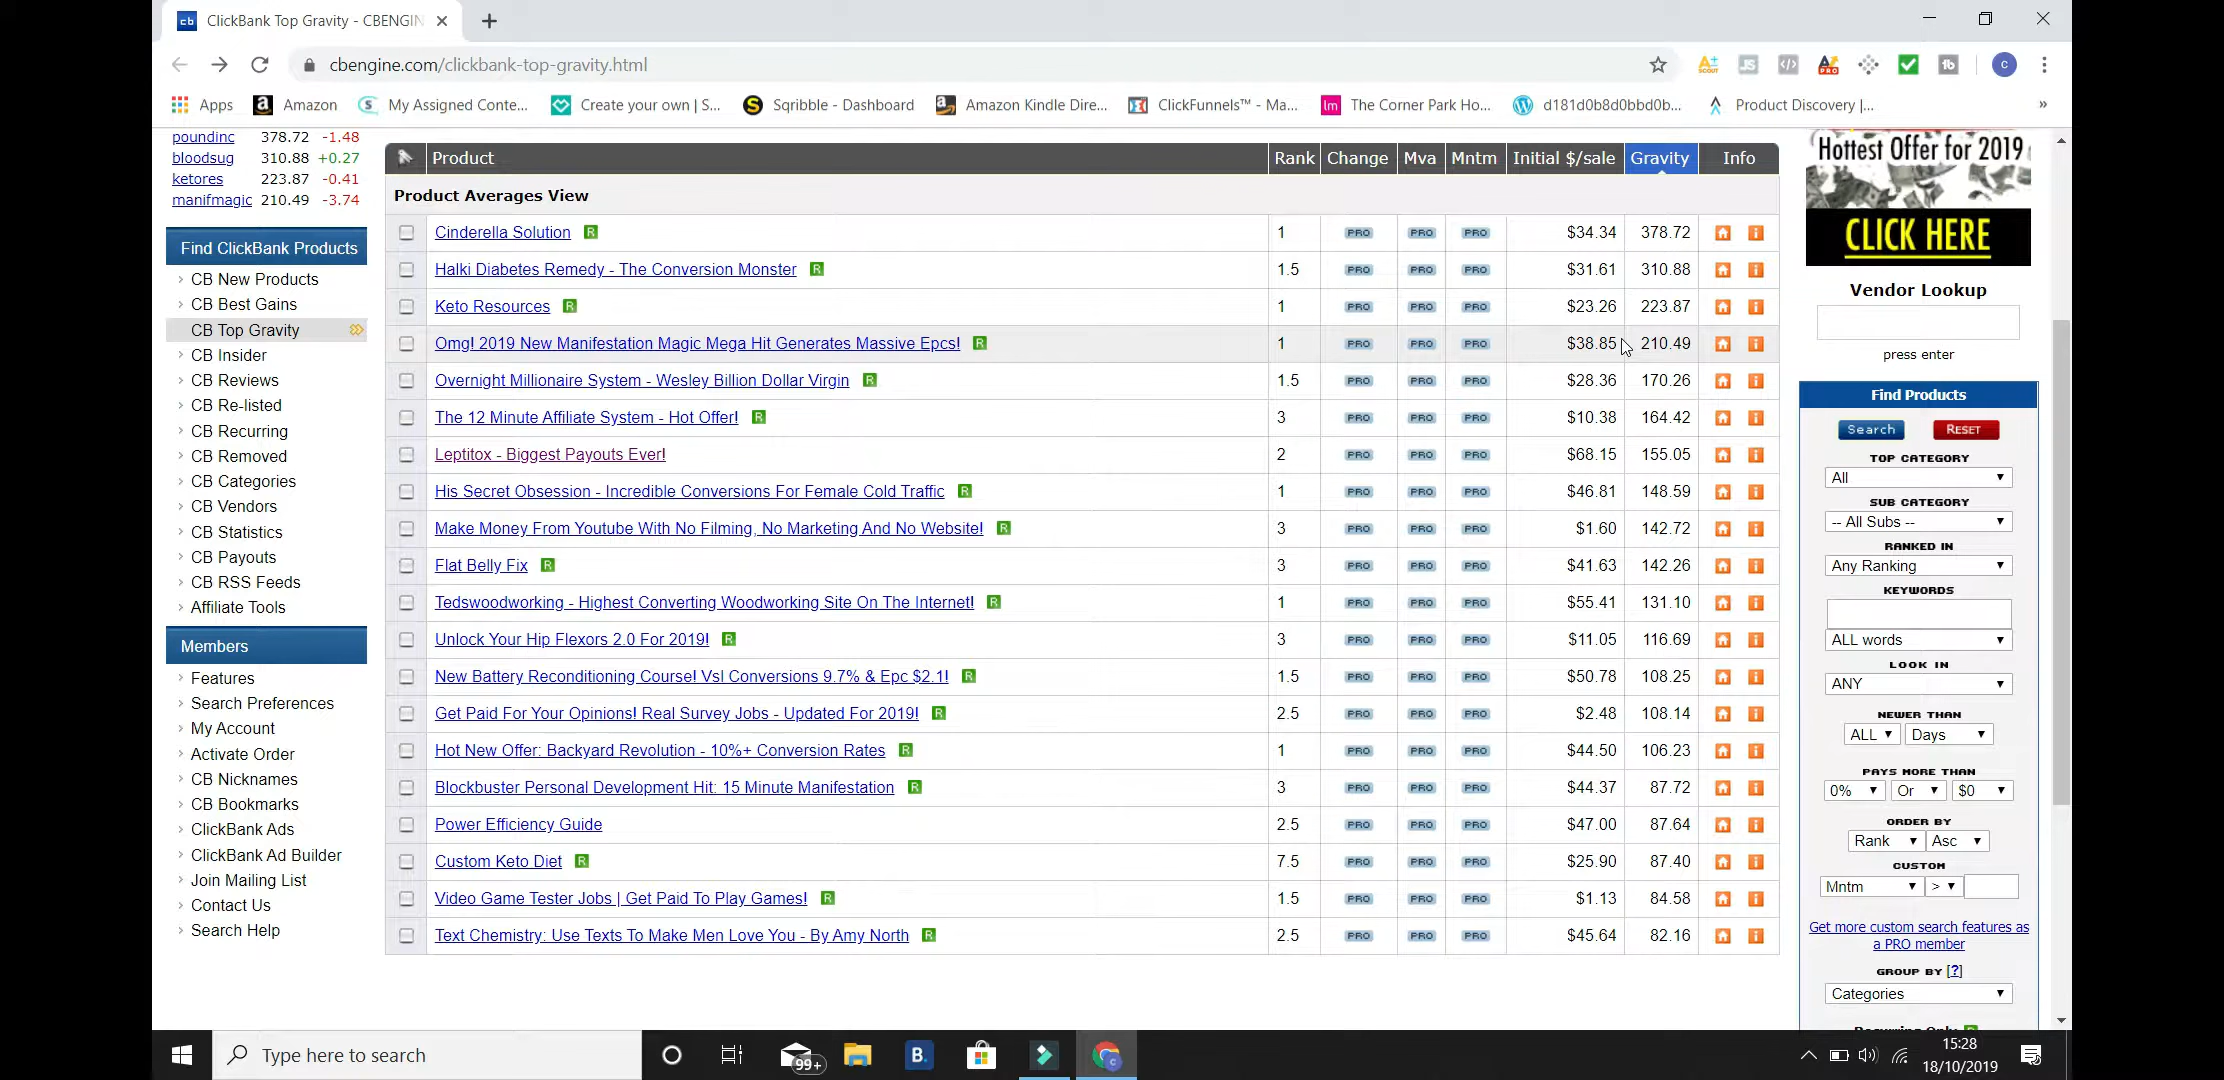 ClickBank Top Gravity - CBENGIN
cbengine.com/clickbank-top-gravity.html
Apps Amazon My Assigned Conte... Create your own | S... Sqribble - Dashboard Amazon Kindle Dire... ClickFunnels™ - Ma... The Corner Park Ho... d181d0b8d0bbd0b... Product Discovery |... »
poundinc 378.72 -1.48
bloodsug 310.88 +0.27
ketores 223.87 -0.41
manifmagic 210.49 -3.74
Find ClickBank Products
CB New Products
CB Best Gains
CB Top Gravity
CB Insider
CB Reviews
CB Re-listed
CB Recurring
CB Removed
CB Categories
CB Vendors
CB Statistics
CB Payouts
CB RSS Feeds
Affiliate Tools
Members
Features
Search Preferences
My Account
Activate Order
CB Nicknames
CB Bookmarks
ClickBank Ads
ClickBank Ad Builder
Join Mailing List
Contact Us
Search Help
Product Rank Change Mva Mntm Initial $/sale Gravity Info
Product Averages View
Cinderella Solution R 1 PRO PRO PRO $34.34 378.72
Halki Diabetes Remedy - The Conversion Monster R 1.5 PRO PRO PRO $31.61 310.88
Keto Resources R 1 PRO PRO PRO $23.26 223.87
Omg! 2019 New Manifestation Magic Mega Hit Generates Massive Epcs! R 1 PRO PRO PRO $38.85 210.49
Overnight Millionaire System - Wesley Billion Dollar Virgin R 1.5 PRO PRO PRO $28.36 170.26
The 12 Minute Affiliate System - Hot Offer! R 3 PRO PRO PRO $10.38 164.42
Leptitox - Biggest Payouts Ever! 2 PRO PRO PRO $68.15 155.05
His Secret Obsession - Incredible Conversions For Female Cold Traffic R 1 PRO PRO PRO $46.81 148.59
Make Money From Youtube With No Filming, No Marketing And No Website! R 3 PRO PRO PRO $1.60 142.72
Flat Belly Fix R 3 PRO PRO PRO $41.63 142.26
Tedswoodworking - Highest Converting Woodworking Site On The Internet! R 1 PRO PRO PRO $55.41 131.10
Unlock Your Hip Flexors 2.0 For 2019! R 3 PRO PRO PRO $11.05 116.69
New Battery Reconditioning Course! Vsl Conversions 9.7% & Epc $2.1! R 1.5 PRO PRO PRO $50.78 108.25
Get Paid For Your Opinions! Real Survey Jobs - Updated For 2019! R 2.5 PRO PRO PRO $2.48 108.14
Hot New Offer: Backyard Revolution - 10%+ Conversion Rates R 1 PRO PRO PRO $44.50 106.23
Blockbuster Personal Development Hit: 15 Minute Manifestation R 3 PRO PRO PRO $44.37 87.72
Power Efficiency Guide 2.5 PRO PRO PRO $47.00 87.64
Custom Keto Diet R 7.5 PRO PRO PRO $25.90 87.40
Video Game Tester Jobs | Get Paid To Play Games! R 1.5 PRO PRO PRO $1.13 84.58
Text Chemistry: Use Texts To Make Men Love You - By Amy North R 2.5 PRO PRO PRO $45.64 82.16
Hottest Offer for 2019
CLICK HERE
Vendor Lookup
press enter
Find Products
Search RESET
TOP CATEGORY
All
SUB CATEGORY
-- All Subs --
RANKED IN
Any Ranking
KEYWORDS
ALL words
LOOK IN
ANY
NEWER THAN
ALL Days
PAYS MORE THAN
0% Or $0
ORDER BY
Rank Asc
CUSTOM
Mntm >
Get more custom search features as
a PRO member
GROUP BY [?]
Categories
Type here to search
99+
B.
15:28
18/10/2019